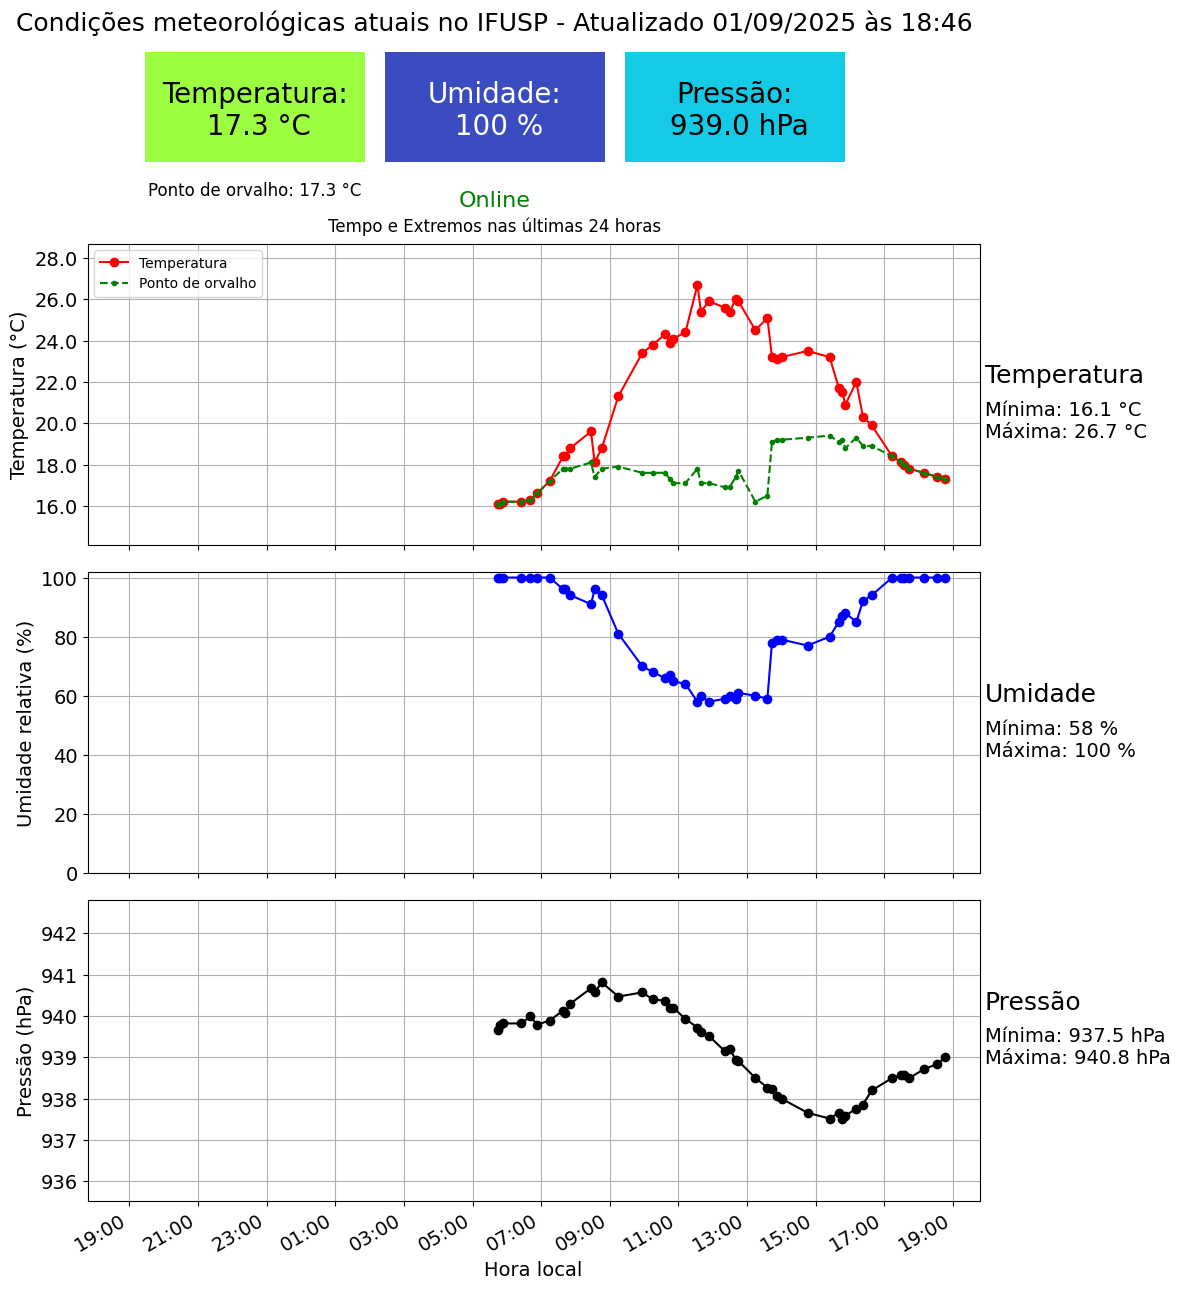 Condições meteorológicas atuais no IFUSP - Atualizado 01/09/2025 às 18:46
Temperatura:
17.3 °C
Umidade:
100 %
Pressão:
939.0 hPa
Ponto de orvalho: 17.3 °C
Online
Tempo e Extremos nas últimas 24 horas
Temperatura
Ponto de orvalho
Temperatura (°C)
28.0
26.0
24.0
22.0
20.0
18.0
16.0
Temperatura
Mínima: 16.1 °C
Máxima: 26.7 °C
Umidade relativa (%)
100
80
60
40
20
0
Umidade
Mínima: 58 %
Máxima: 100 %
Pressão (hPa)
942
941
940
939
938
937
936
Pressão
Mínima: 937.5 hPa
Máxima: 940.8 hPa
19:00
21:00
23:00
01:00
03:00
05:00
07:00
09:00
11:00
13:00
15:00
17:00
19:00
Hora local